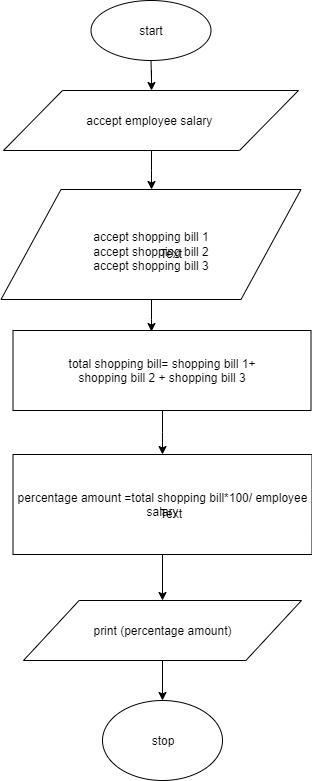 start
accept employee salary
accept shopping bill 1
accept shopping bill 2
Text
accept shopping bill 3
total shopping bill= shopping bill 1+
shopping bill 2 + shopping bill 3
percentage amount =total shopping bill*100/ employee
salary
Text
print (percentage amount)
stop